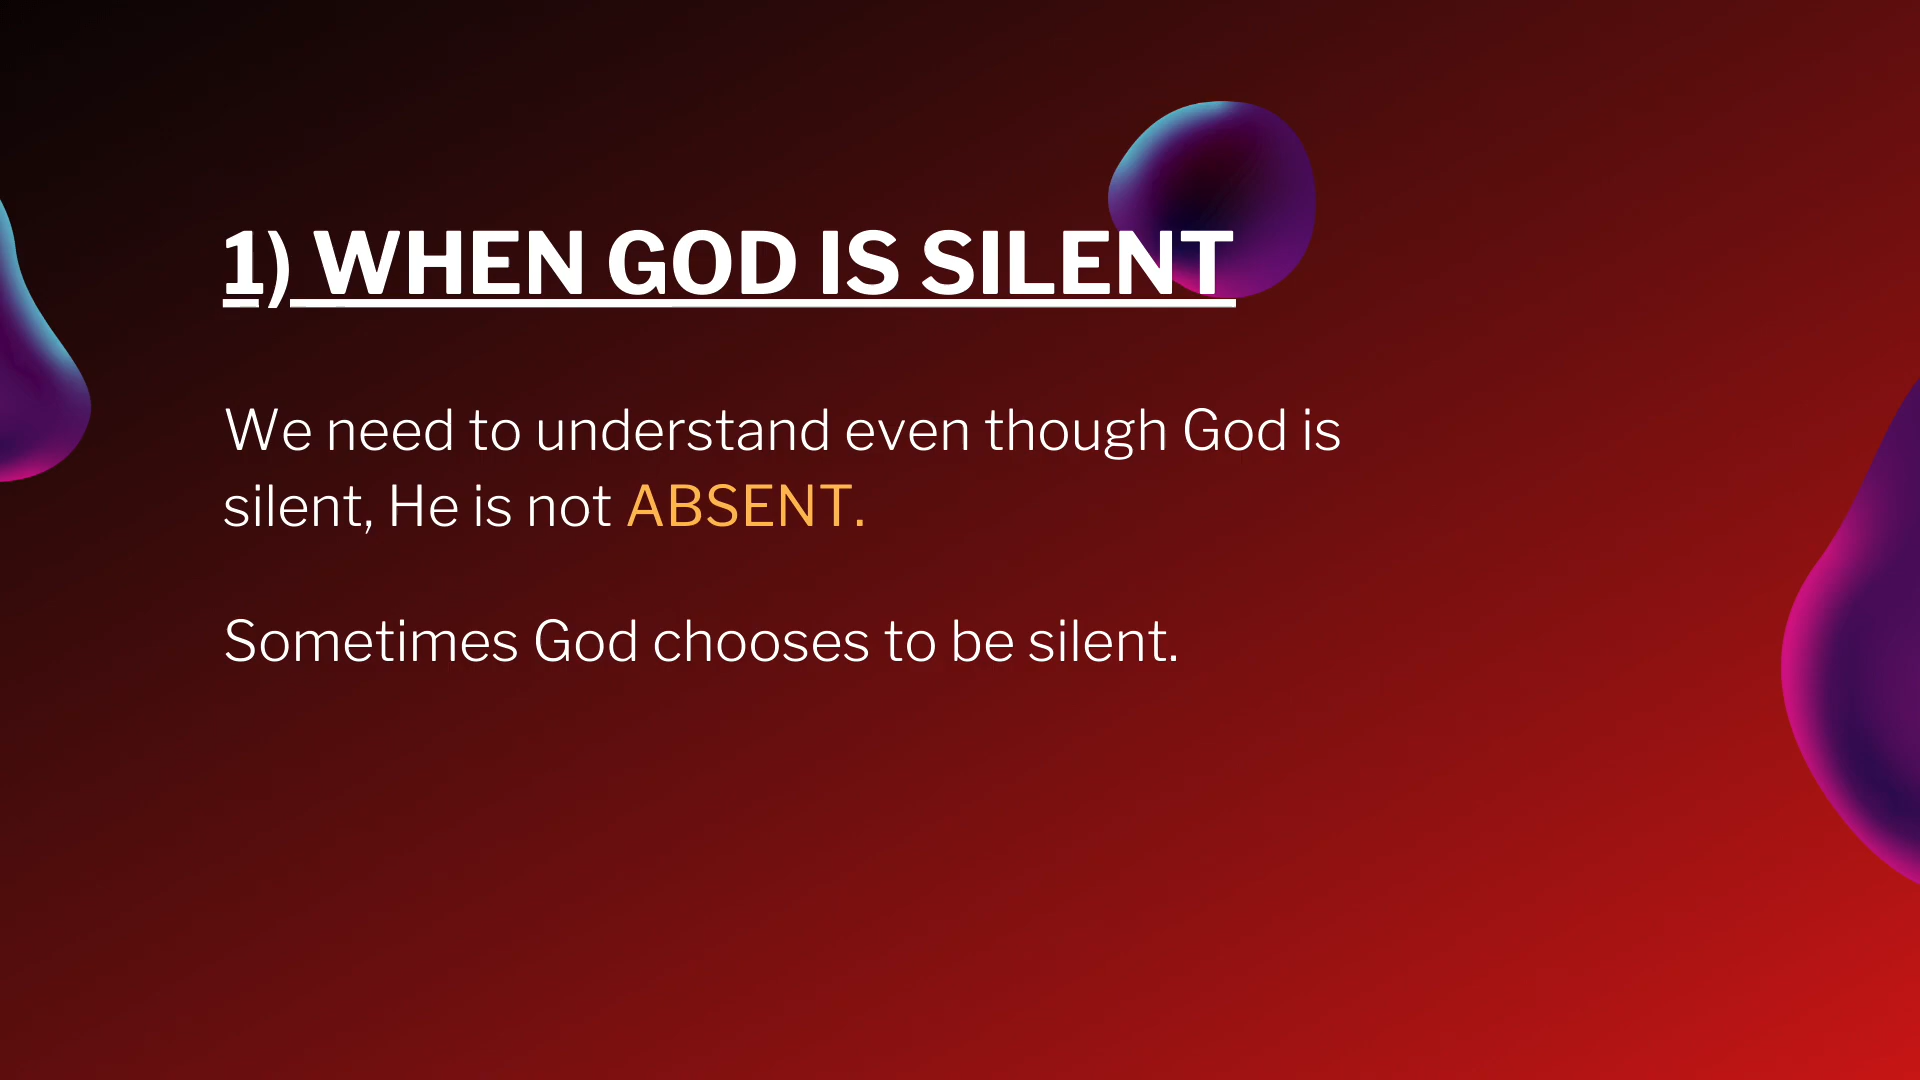 1) WHEN GOD IS SILENT
We need to understand even though God is
silent, He is not ABSENT.
Sometimes God chooses to be silent.